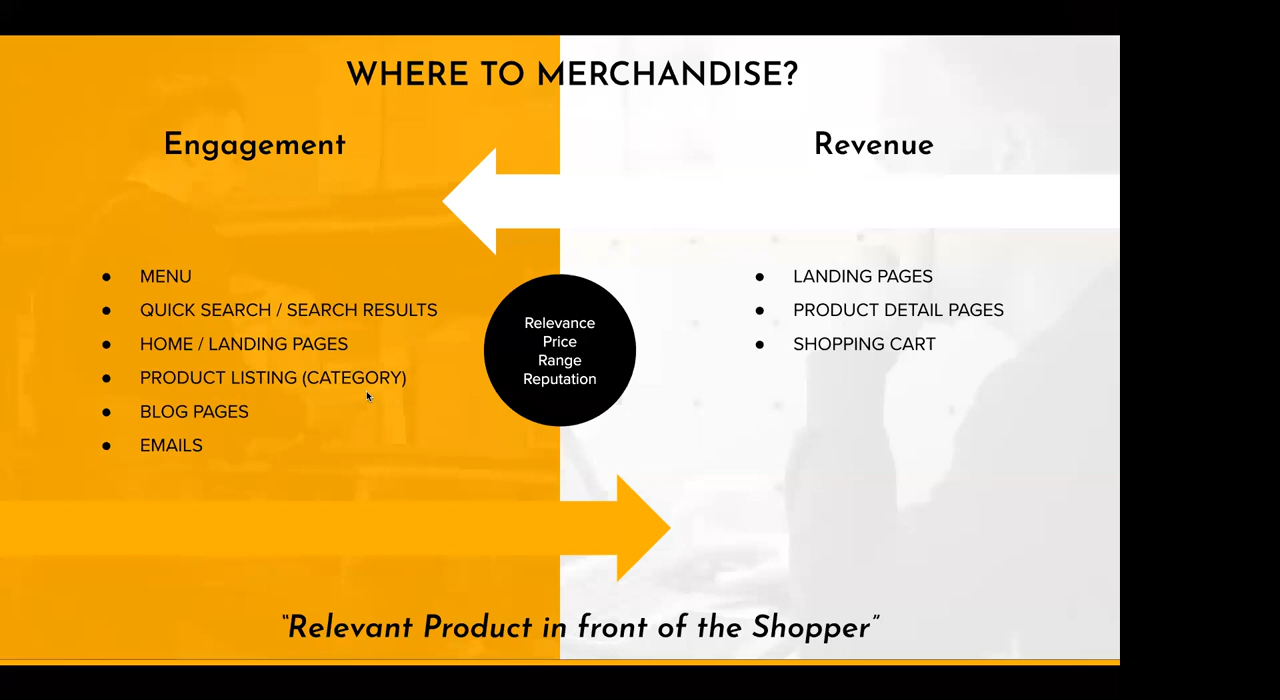 WHERE TO MERCHANDISE?
Engagement
● MENU
● QUICK SEARCH / SEARCH RESULTS
● HOME / LANDING PAGES
● PRODUCT LISTING (CATEGORY)
● BLOG PAGES
● EMAILS
Relevance
Price
Range
Reputation
Revenue
● LANDING PAGES
● PRODUCT DETAIL PAGES
● SHOPPING CART
“Relevant Product in front of the Shopper”